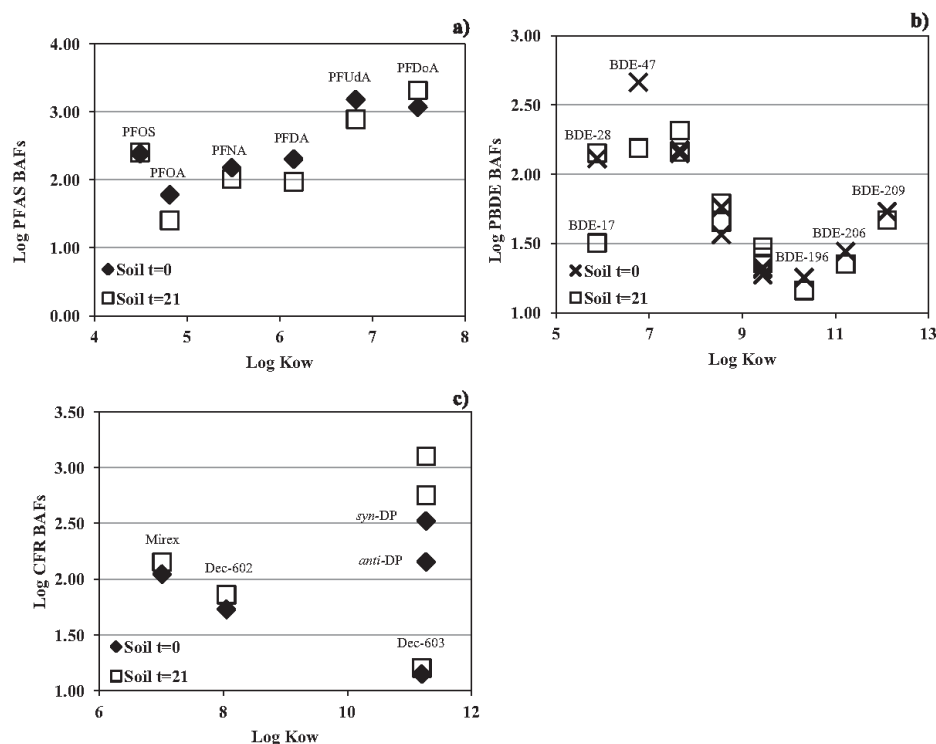 a)
Log PFAS BAFs
4.00
3.00
2.00
1.00
0.00
PFOS
PFOA
PFNA
PFDA
PFUdA
PFDoA
Soil t=0
Soil t=21
4
5
6
7
8
Log Kow
b)
Log PBDE BAFs
3.00
2.50
2.00
1.50
1.00
BDE-47
BDE-28
BDE-17
BDE-209
BDE-206
BDE-196
Soil t=0
Soil t=21
5
7
9
11
13
Log Kow
c)
Log CFR BAFs
3.50
3.00
2.50
2.00
1.50
1.00
Mirex
Dec-602
syn-DP
anti-DP
Dec-603
Soil t=0
Soil t=21
6
8
10
12
Log Kow